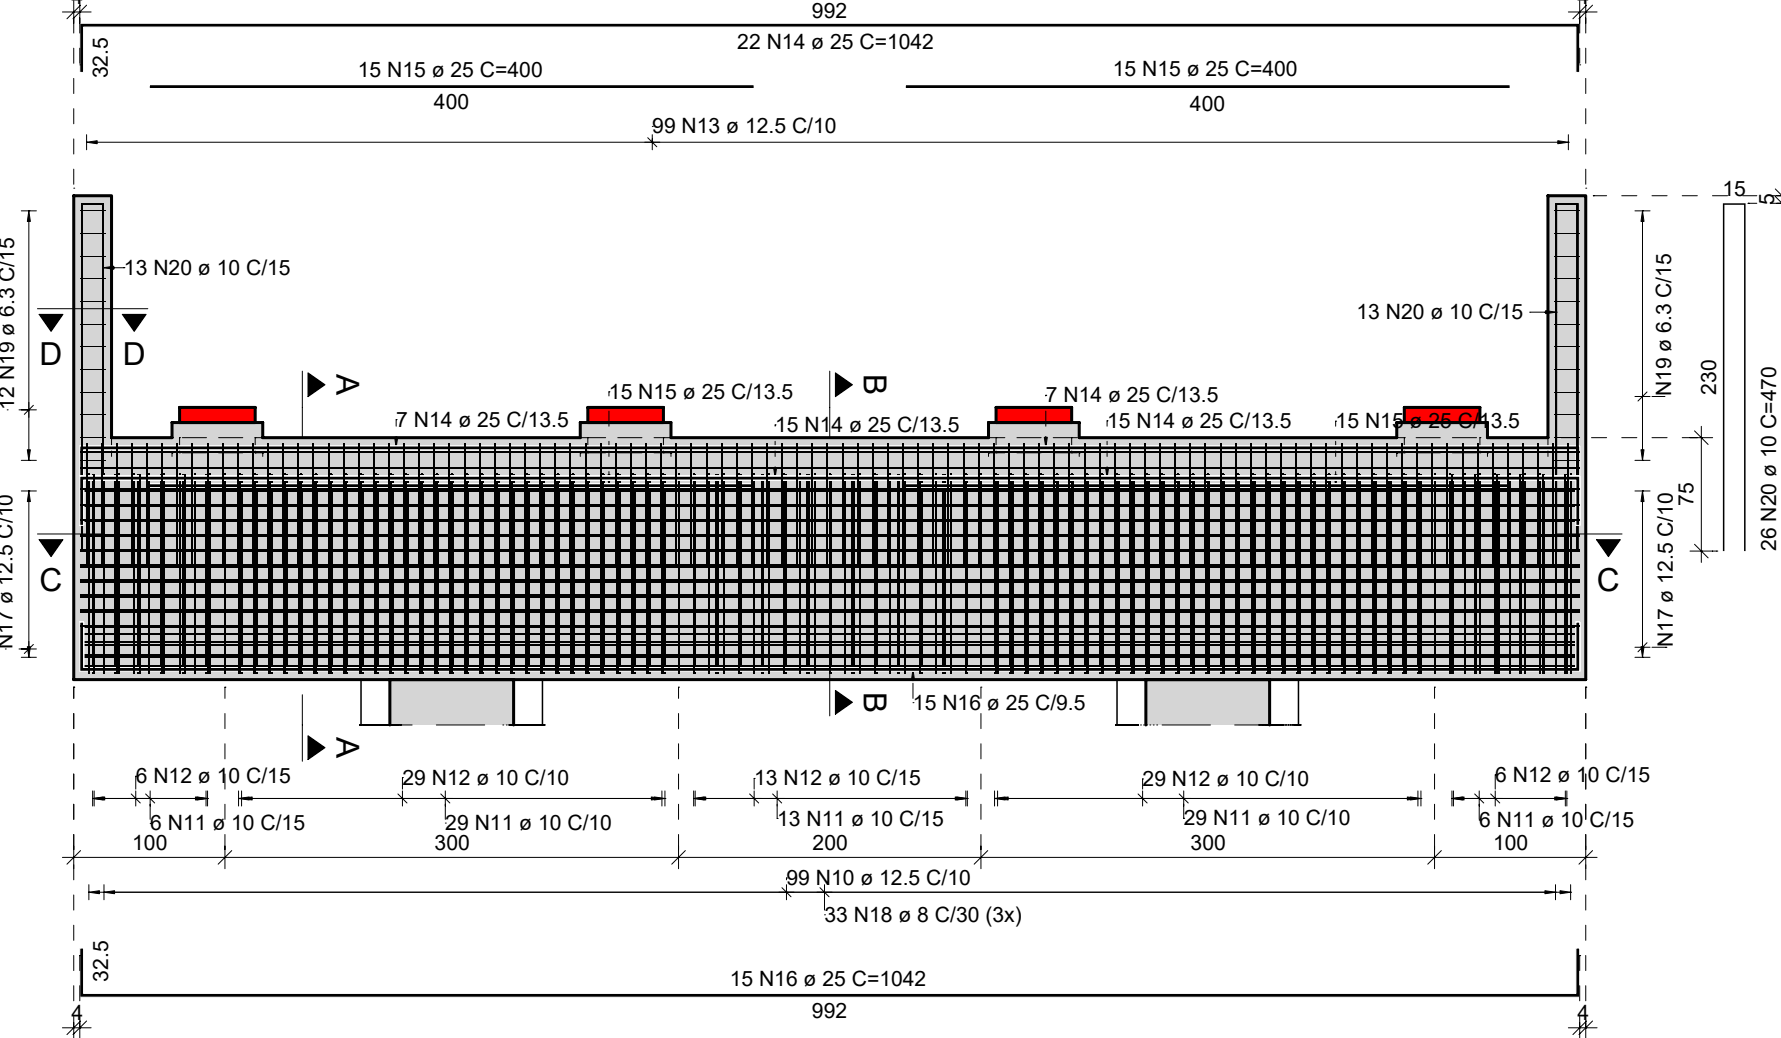 992
22 N14 ø 25 C=1042
32.5
15 N15 ø 25 C=400
15 N15 ø 25 C=400
400
400
99 N13 ø 12.5 C/10
15
5
12 N19 ø 6.3 C/15
13 N20 ø 10 C/15
13 N20 ø 10 C/15
N19 ø 6.3 C/15
230
26 N20 ø 10 C=470
75
D
D
A
B
15 N15 ø 25 C/13.5
7 N14 ø 25 C/13.5
7 N14 ø 25 C/13.5
15 N14 ø 25 C/13.5
15 N14 ø 25 C/13.5
15 N15 ø 25 C/13.5
N17 ø 12.5 C/10
N17 ø 12.5 C/10
C
C
B
15 N16 ø 25 C/9.5
A
6 N12 ø 10 C/15
29 N12 ø 10 C/10
13 N12 ø 10 C/15
29 N12 ø 10 C/10
6 N12 ø 10 C/15
6 N11 ø 10 C/15
29 N11 ø 10 C/10
13 N11 ø 10 C/15
29 N11 ø 10 C/10
6 N11 ø 10 C/15
100
300
200
300
100
99 N10 ø 12.5 C/10
33 N18 ø 8 C/30 (3x)
32.5
15 N16 ø 25 C=1042
992
4
4